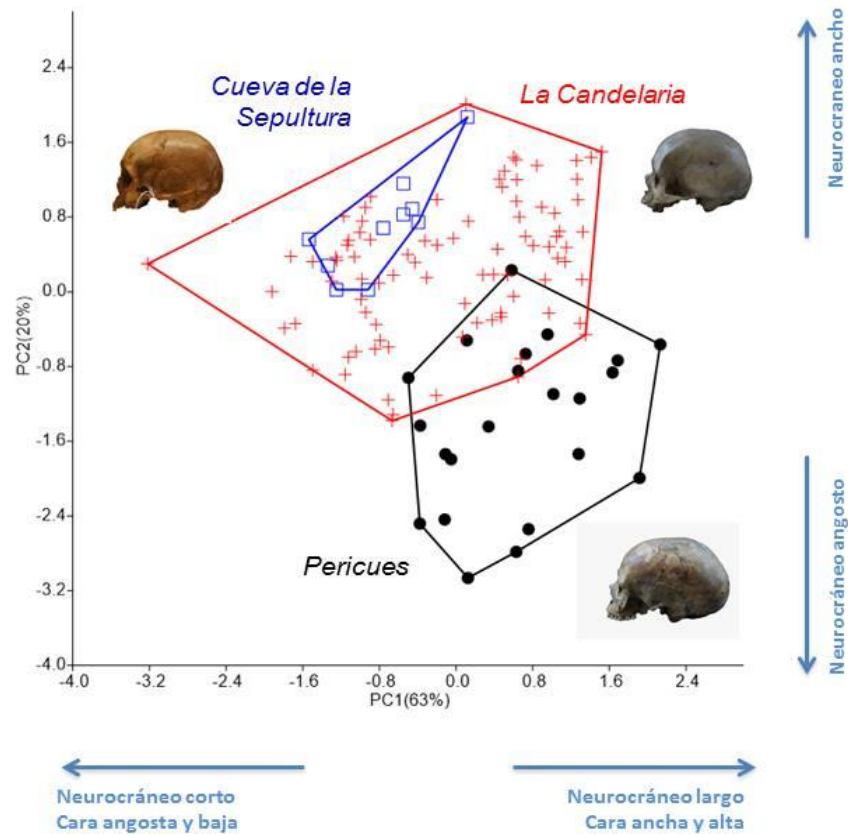 Cueva de la
Sepultura
La Candelaria
Pericues
2.4
1.6
0.8
0.0
-0.8
-1.6
-2.4
-3.2
-4.0
PC2(20%)
-4.0 -3.2 -2.4 -1.6 -0.8 0.0 0.8 1.6 2.4
PC1(63%)
Neurocraneo ancho
Neurocráneo angosto
Neurocráneo corto
Cara angosta y baja
Neurocráneo largo
Cara ancha y alta